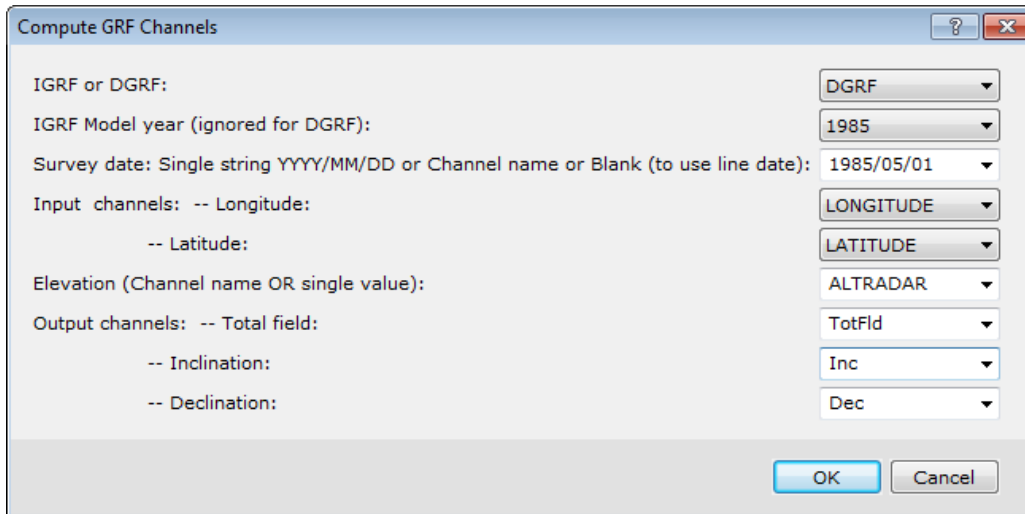 Compute GRF Channels
IGRF or DGRF: DGRF
IGRF Model year (ignored for DGRF): 1985
Survey date: Single string YYYY/MM/DD or Channel name or Blank (to use line date): 1985/05/01
Input channels: -- Longitude: LONGITUDE
-- Latitude: LATITUDE
Elevation (Channel name OR single value): ALTRADAR
Output channels: -- Total field: TotFld
-- Inclination: Inc
-- Declination: Dec
OK Cancel